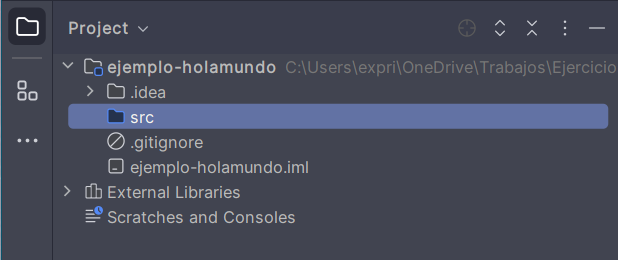 Project
ejemplo-holamundo C:\Users\expri\OneDrive\Trabajos\Ejercicio
.idea
src
.gitignore
ejemplo-holamundo.iml
External Libraries
Scratches and Consoles